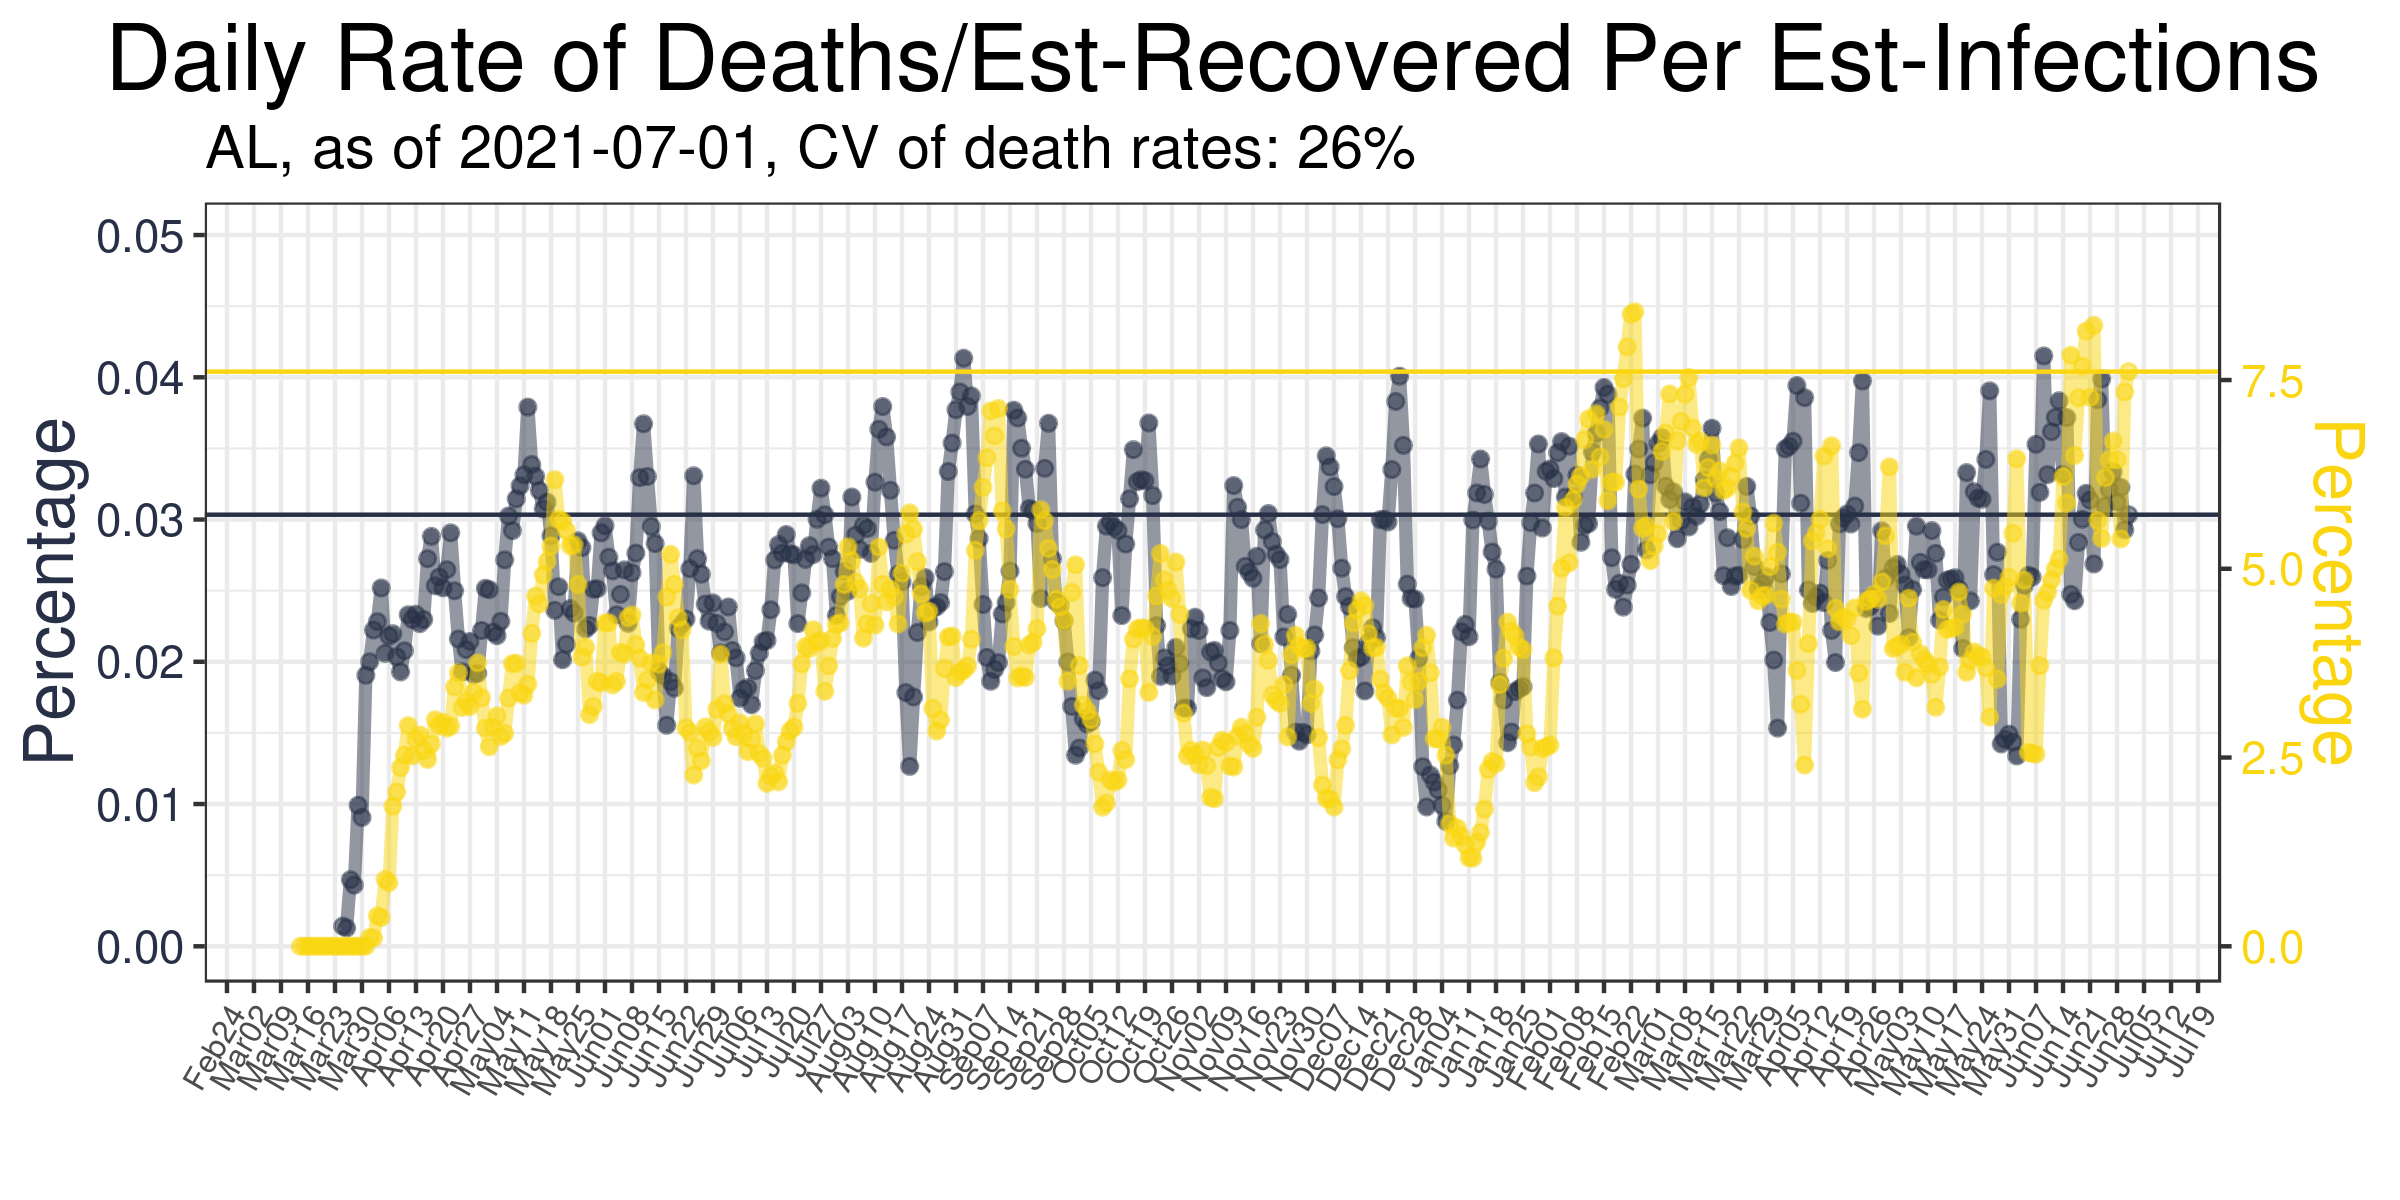 Daily Rate of Deaths/Est-Recovered Per Est-Infections
AL, as of 2021-07-01, CV of death rates: 26%
Percentage
0.05
0.04
0.03
0.02
0.01
0.00
7.5
5.0
2.5
0.0
Percentage
Feb24 Mar02 Mar09 Mar16 Mar23 Mar30 Apr06 Apr13 Apr20 Apr27 May04 May11 May18 May25 Jun01 Jun08 Jun15 Jun22 Jun29 Jul06 Jul13 Jul20 Jul27 Aug03 Aug10 Aug17 Aug24 Aug31 Sep07 Sep14 Sep21 Sep28 Oct05 Oct12 Oct19 Oct26 Nov02 Nov09 Nov16 Nov23 Nov30 Dec07 Dec14 Dec21 Dec28 Jan04 Jan11 Jan18 Jan25 Feb01 Feb08 Feb15 Feb22 Mar01 Mar08 Mar15 Mar22 Mar29 Apr05 Apr12 Apr19 Apr26 May03 May10 May17 May24 May31 Jun07 Jun14 Jun21 Jun28 Jul05 Jul12 Jul19